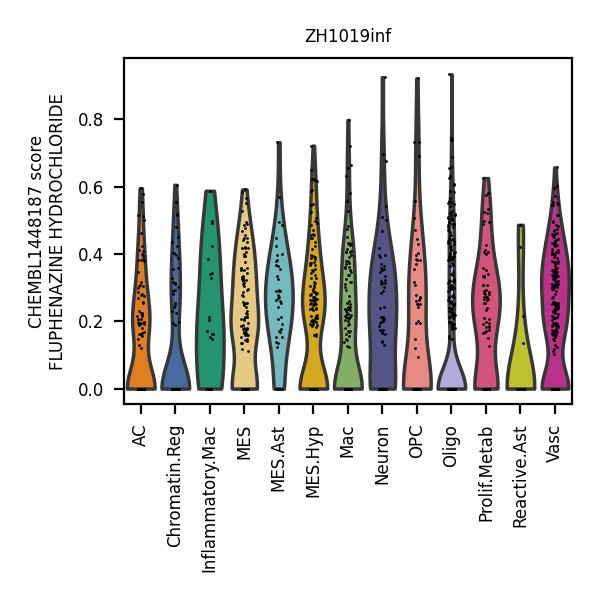 ZH1019inf
CHEMBL1448187 score
FLUPHENAZINE HYDROCHLORIDE
0.8
0.6
0.4
0.2
0.0
AC
Chromatin.Reg
Inflammatory.Mac
MES
MES.Ast
MES.Hyp
Mac
Neuron
OPC
Oligo
Prolif.Metab
Reactive.Ast
Vasc